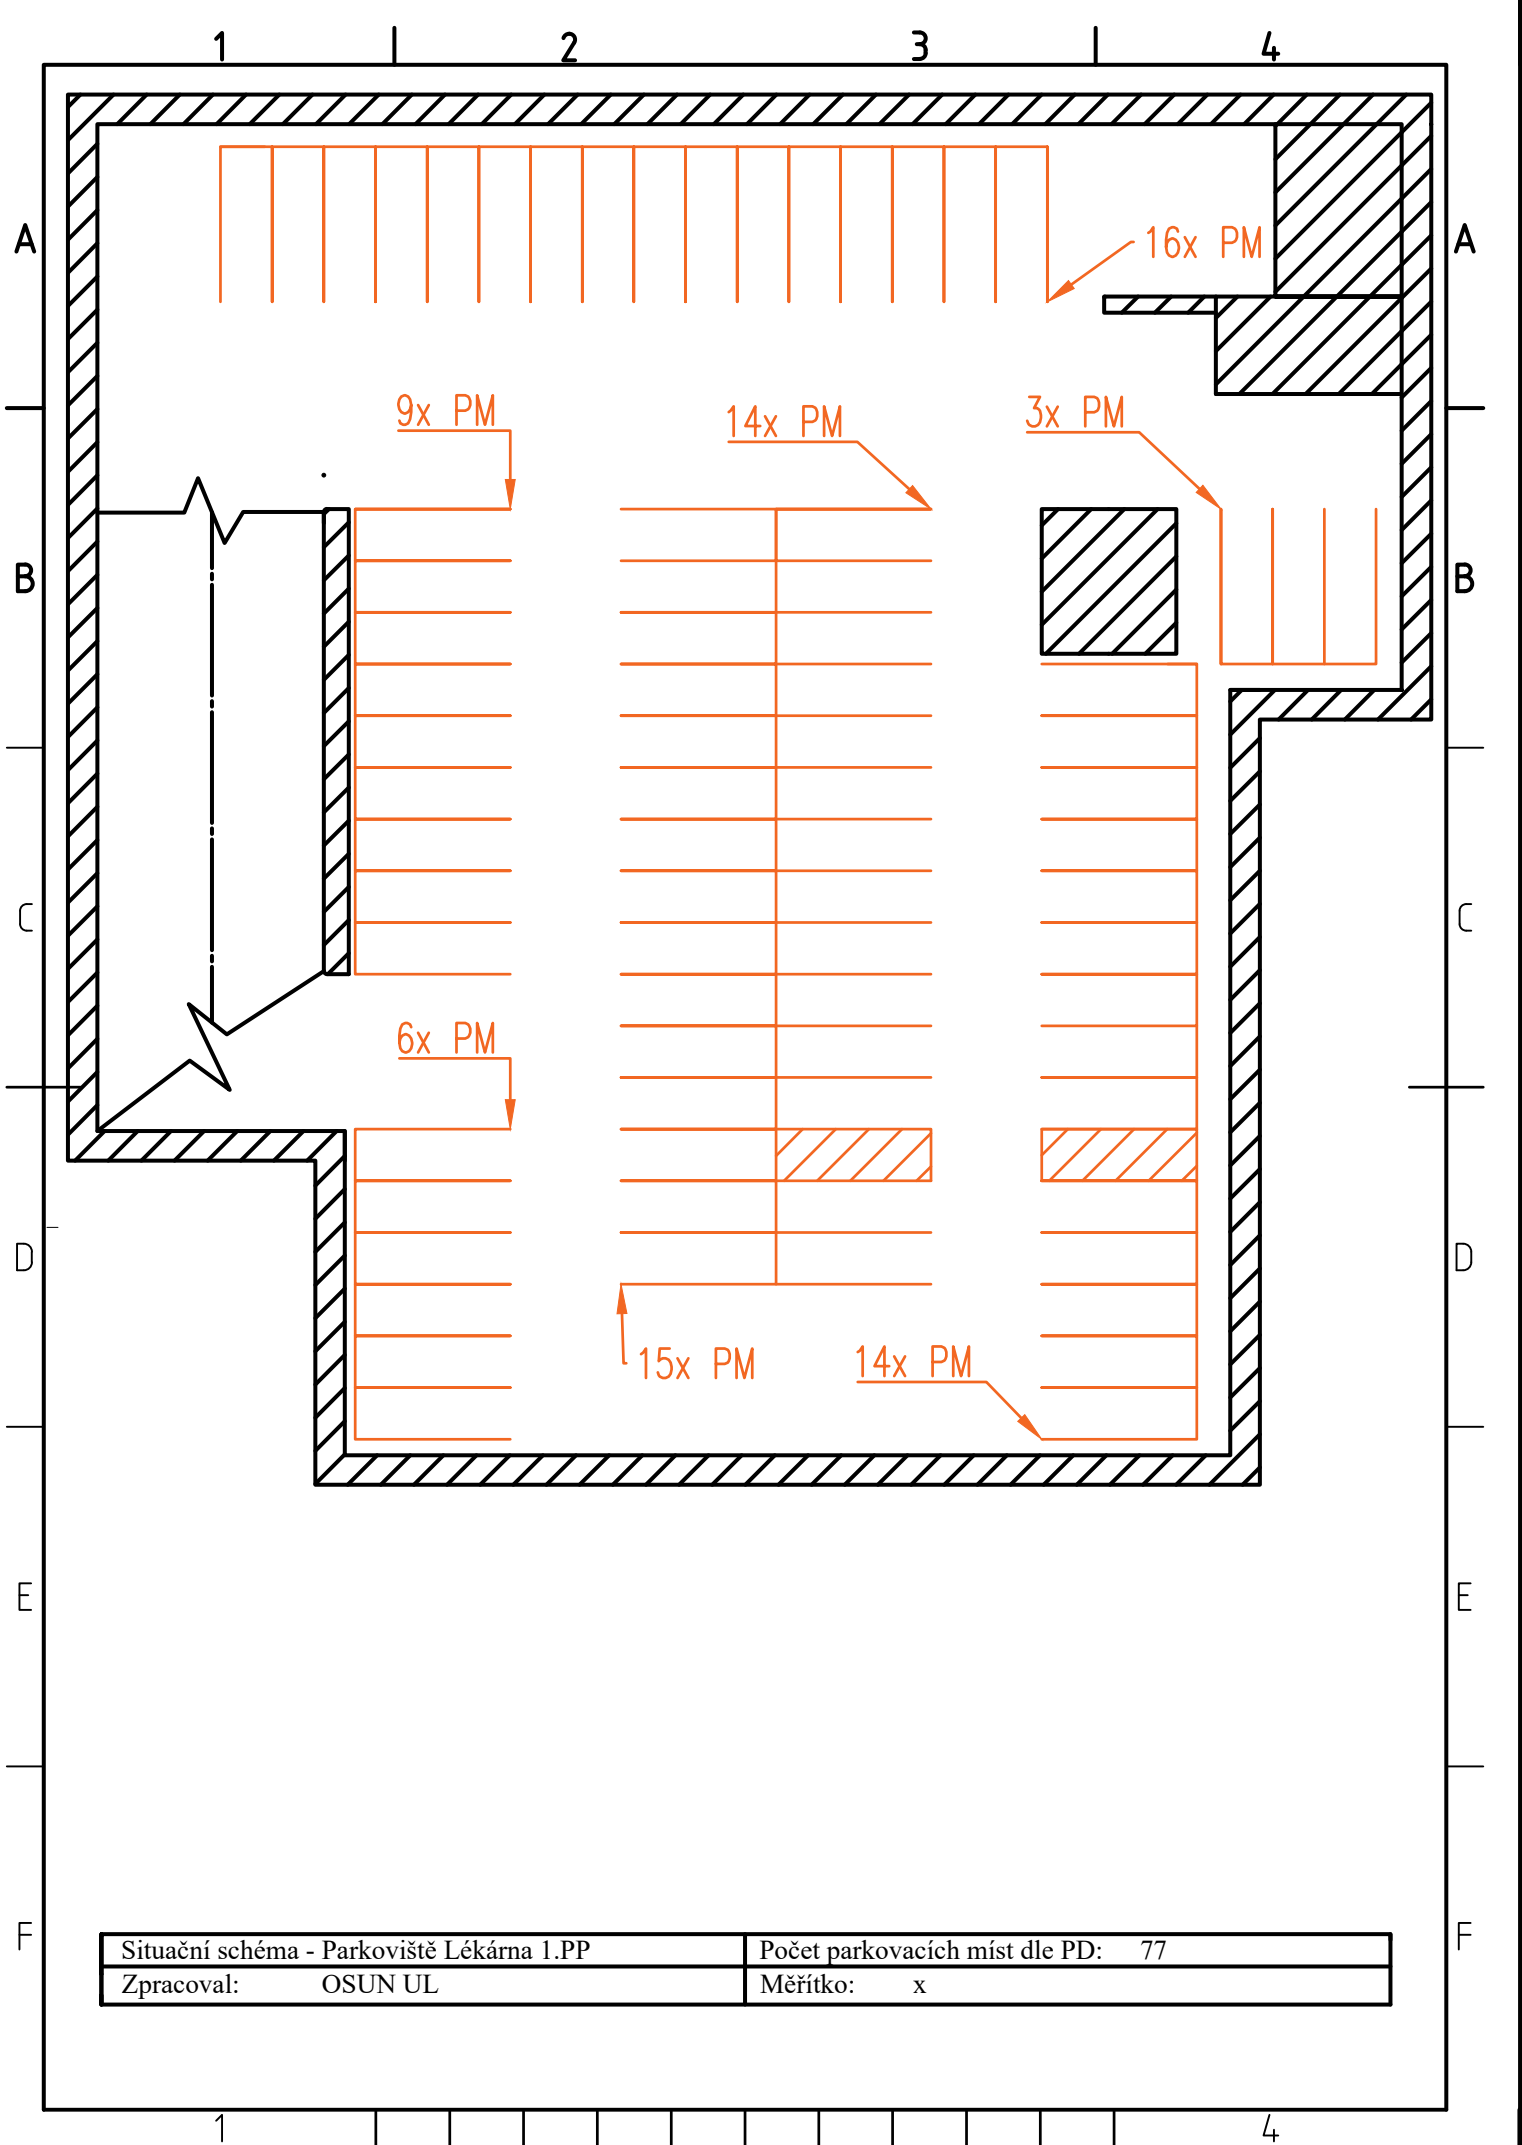 1 2 3 4
A A
16x PM
9x PM 14x PM 3x PM
B B
C C
6x PM
D D
15x PM 14x PM
E E
F F
Situační schéma - Parkoviště Lékárna 1.PP Počet parkovacích míst dle PD: 77
Zpracoval: OSUN UL Měřítko: x
1 4